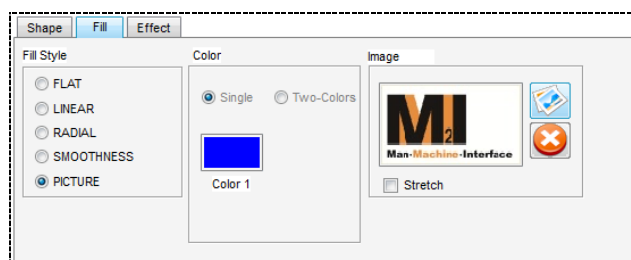 Shape Fill Effect
Fill Style
FLAT
LINEAR
RADIAL
SMOOTHNESS
PICTURE
Color
Single Two-Colors
Color 1
Image
M2I
Man-Machine-Interface
Stretch